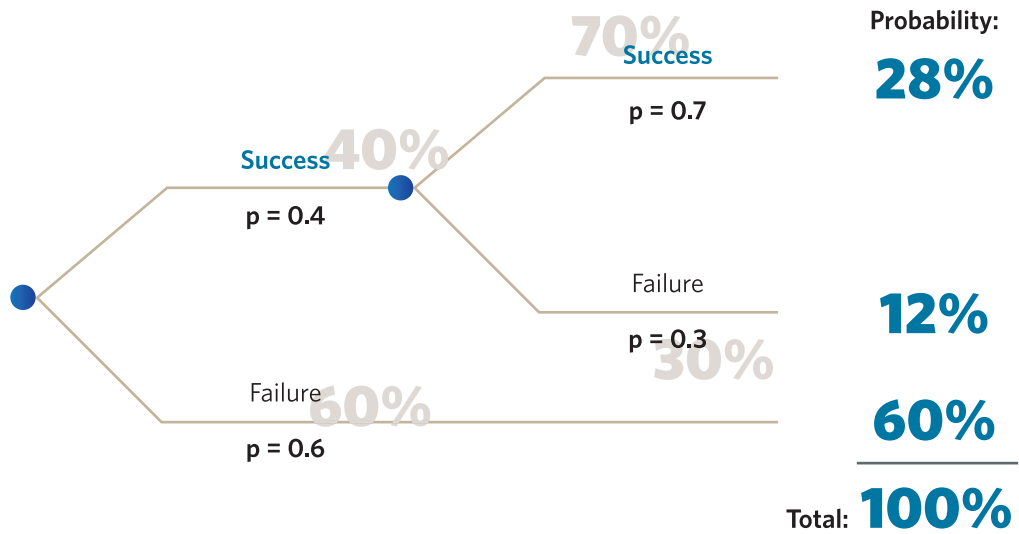 Probability:
70%
Success
28%
p = 0.7
40%
Success
p = 0.4
Failure
12%
p = 0.3
30%
Failure
60%
60%
p = 0.6
Total: 100%